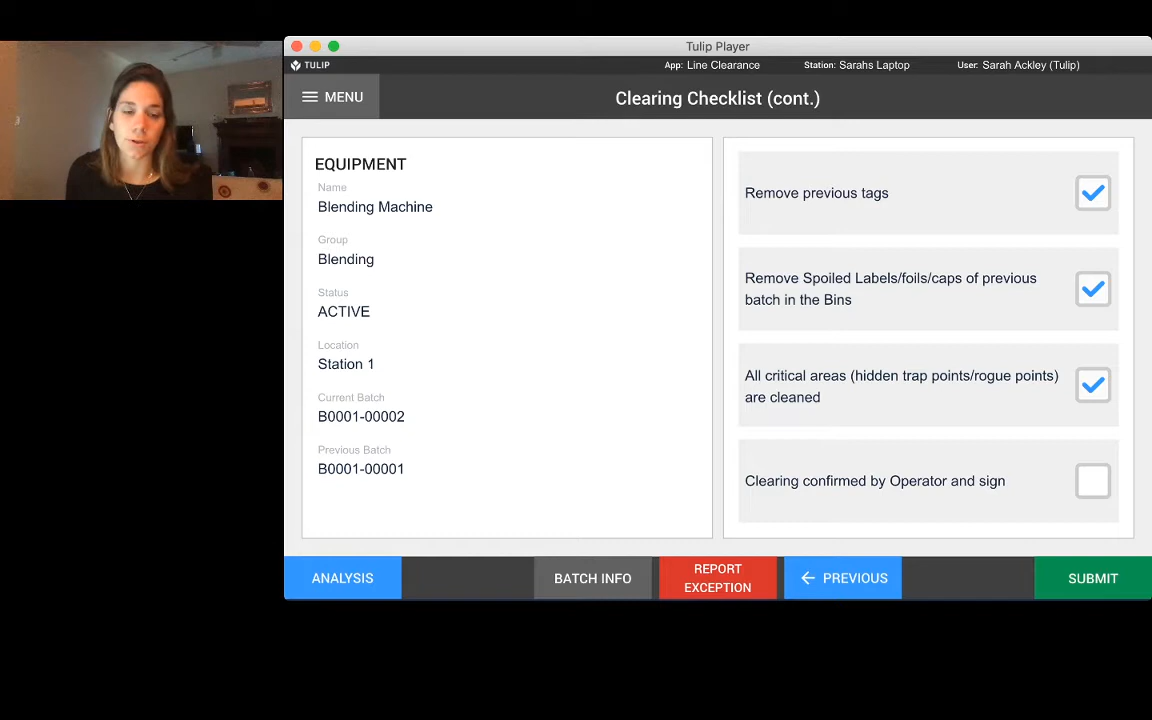 Tulip Player
TULIP
App: Line Clearance
Station: Sarahs Laptop
User: Sarah Ackley (Tulip)
MENU
Clearing Checklist (cont.)
EQUIPMENT
Name
Blending Machine
Group
Blending
Status
ACTIVE
Location
Station 1
Current Batch
B0001-00002
Previous Batch
B0001-00001
Remove previous tags
Remove Spoiled Labels/foils/caps of previous
batch in the Bins
All critical areas (hidden trap points/rogue points)
are cleaned
Clearing confirmed by Operator and sign
ANALYSIS
BATCH INFO
REPORT
EXCEPTION
PREVIOUS
SUBMIT